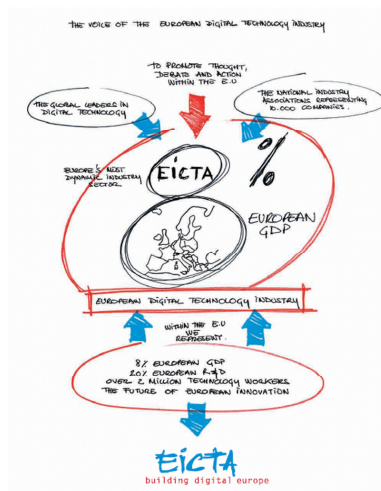 THE VOICE OF THE EUROPEAN DIGITAL TECHNOLOGY INDUSTRY
TO PROMOTE THOUGHT,
DEBATE AND ACTION
WITHIN THE E.U
THE GLOBAL LEADERS IN
DIGITAL TECHNOLOGY
THE NATIONAL INDUSTRY
ASSOCIATIONS REPRESENTING
10.000 COMPANIES.
EUROPE'S MOST
DYNAMIC INDUSTRY
SECTOR
EICTA
%
EUROPEAN
GDP
EUROPEAN DIGITAL TECHNOLOGY INDUSTRY
WITHIN THE E.U
WE
REPRESENT.
8% EUROPEAN GDP
20% EUROPEAN R&D
OVER 2 MILLION TECHNOLOGY WORKERS
THE FUTURE OF EUROPEAN INNOVATION
EICTA
building digital europe